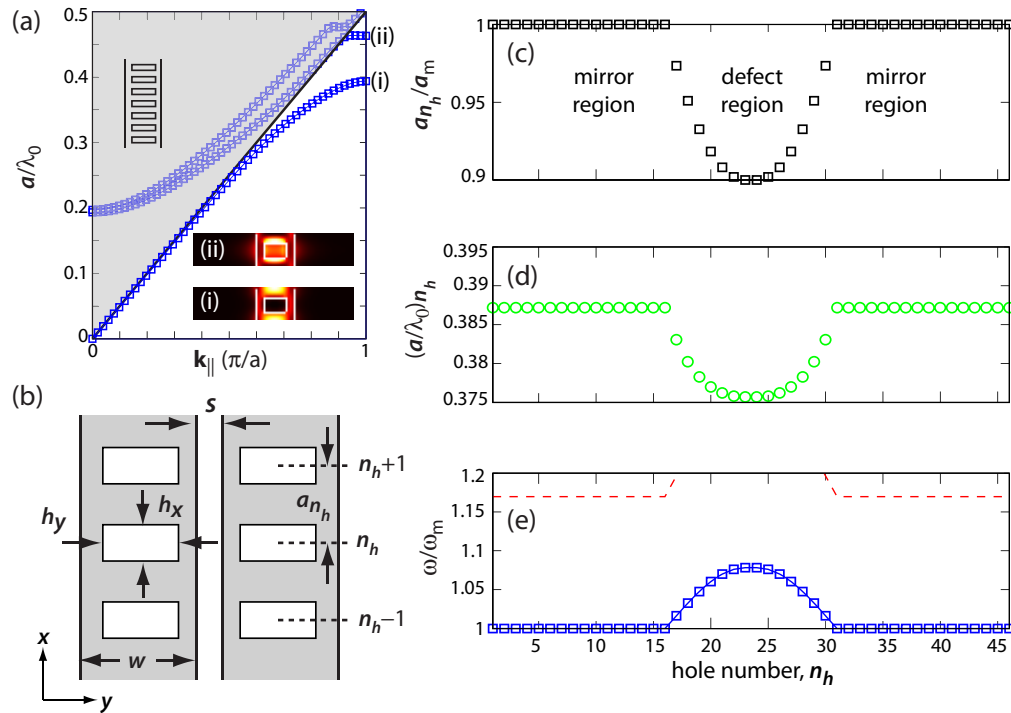 (a)
a/λ0
0.5
0.4
0.3
0.2
0.1
0
(ii)
(i)
(ii)
(i)
0
1
k|| (π/a)
(b)
s
nh+1
hx
anh
hy
nh
nh−1
x
w
y
(c)
anh/am
1
0.95
0.9
mirror region
defect region
mirror region
(d)
(a/λ0)nh
0.395
0.39
0.385
0.38
0.375
(e)
ω/ωm
1.2
1.15
1.1
1.05
1
5 10 15 20 25 30 35 40 45
hole number, nh